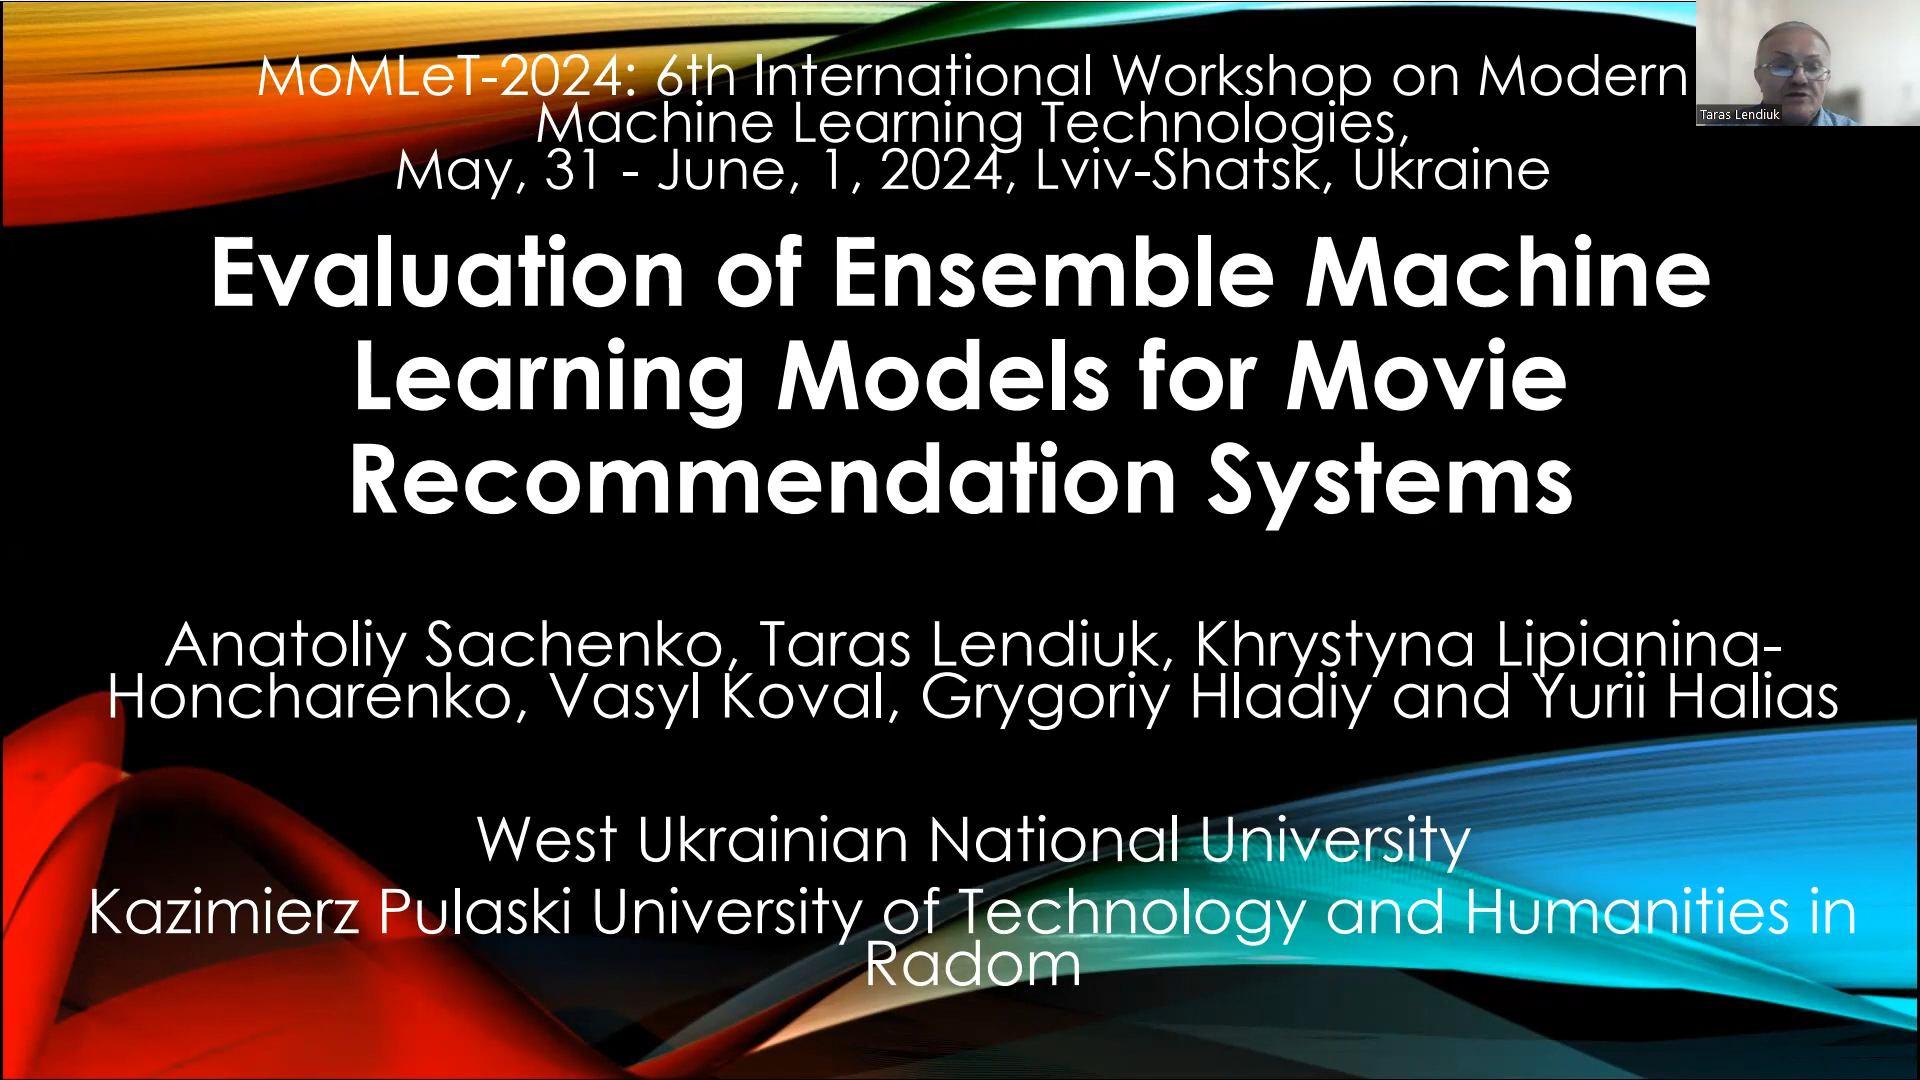 MoMLeT-2024: 6th International Workshop on Modern
Machine Learning Technologies,
May, 31 - June, 1, 2024, Lviv-Shatsk, Ukraine
Taras Lendiuk
Evaluation of Ensemble Machine
Learning Models for Movie
Recommendation Systems
Anatoliy Sachenko, Taras Lendiuk, Khrystyna Lipianina-
Honcharenko, Vasyl Koval, Grygoriy Hladiy and Yurii Halias
West Ukrainian National University
Kazimierz Pulaski University of Technology and Humanities in
Radom